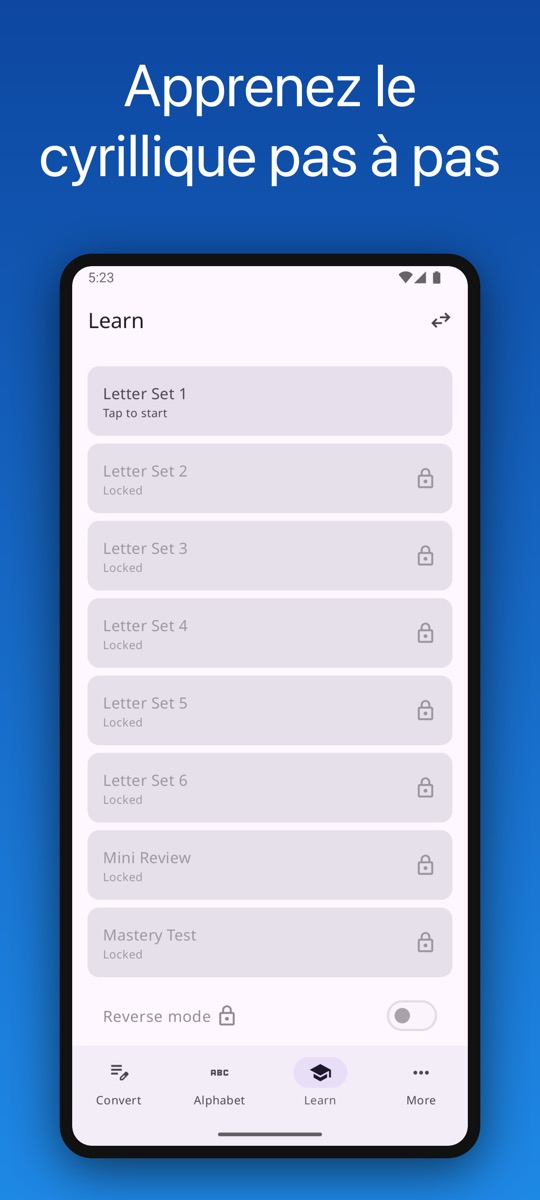 Apprenez le
cyrillique pas à pas
5:23
Learn
Letter Set 1
Tap to start
Letter Set 2
Locked
Letter Set 3
Locked
Letter Set 4
Locked
Letter Set 5
Locked
Letter Set 6
Locked
Mini Review
Locked
Mastery Test
Locked
Reverse mode
ABC
Convert Alphabet Learn More